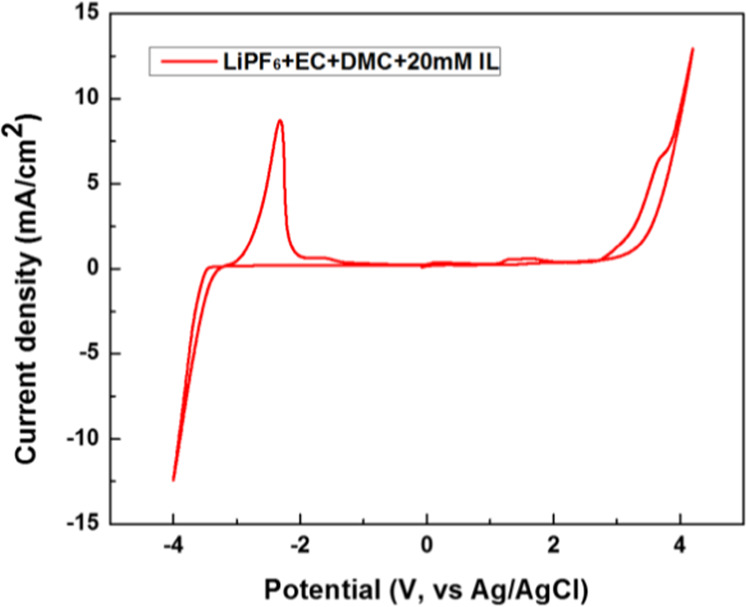 LiPF₆+EC+DMC+20mM IL
15
10
5
0
-5
-10
-15
Current density (mA/cm²)
-4 -2 0 2 4
Potential (V, vs Ag/AgCl)